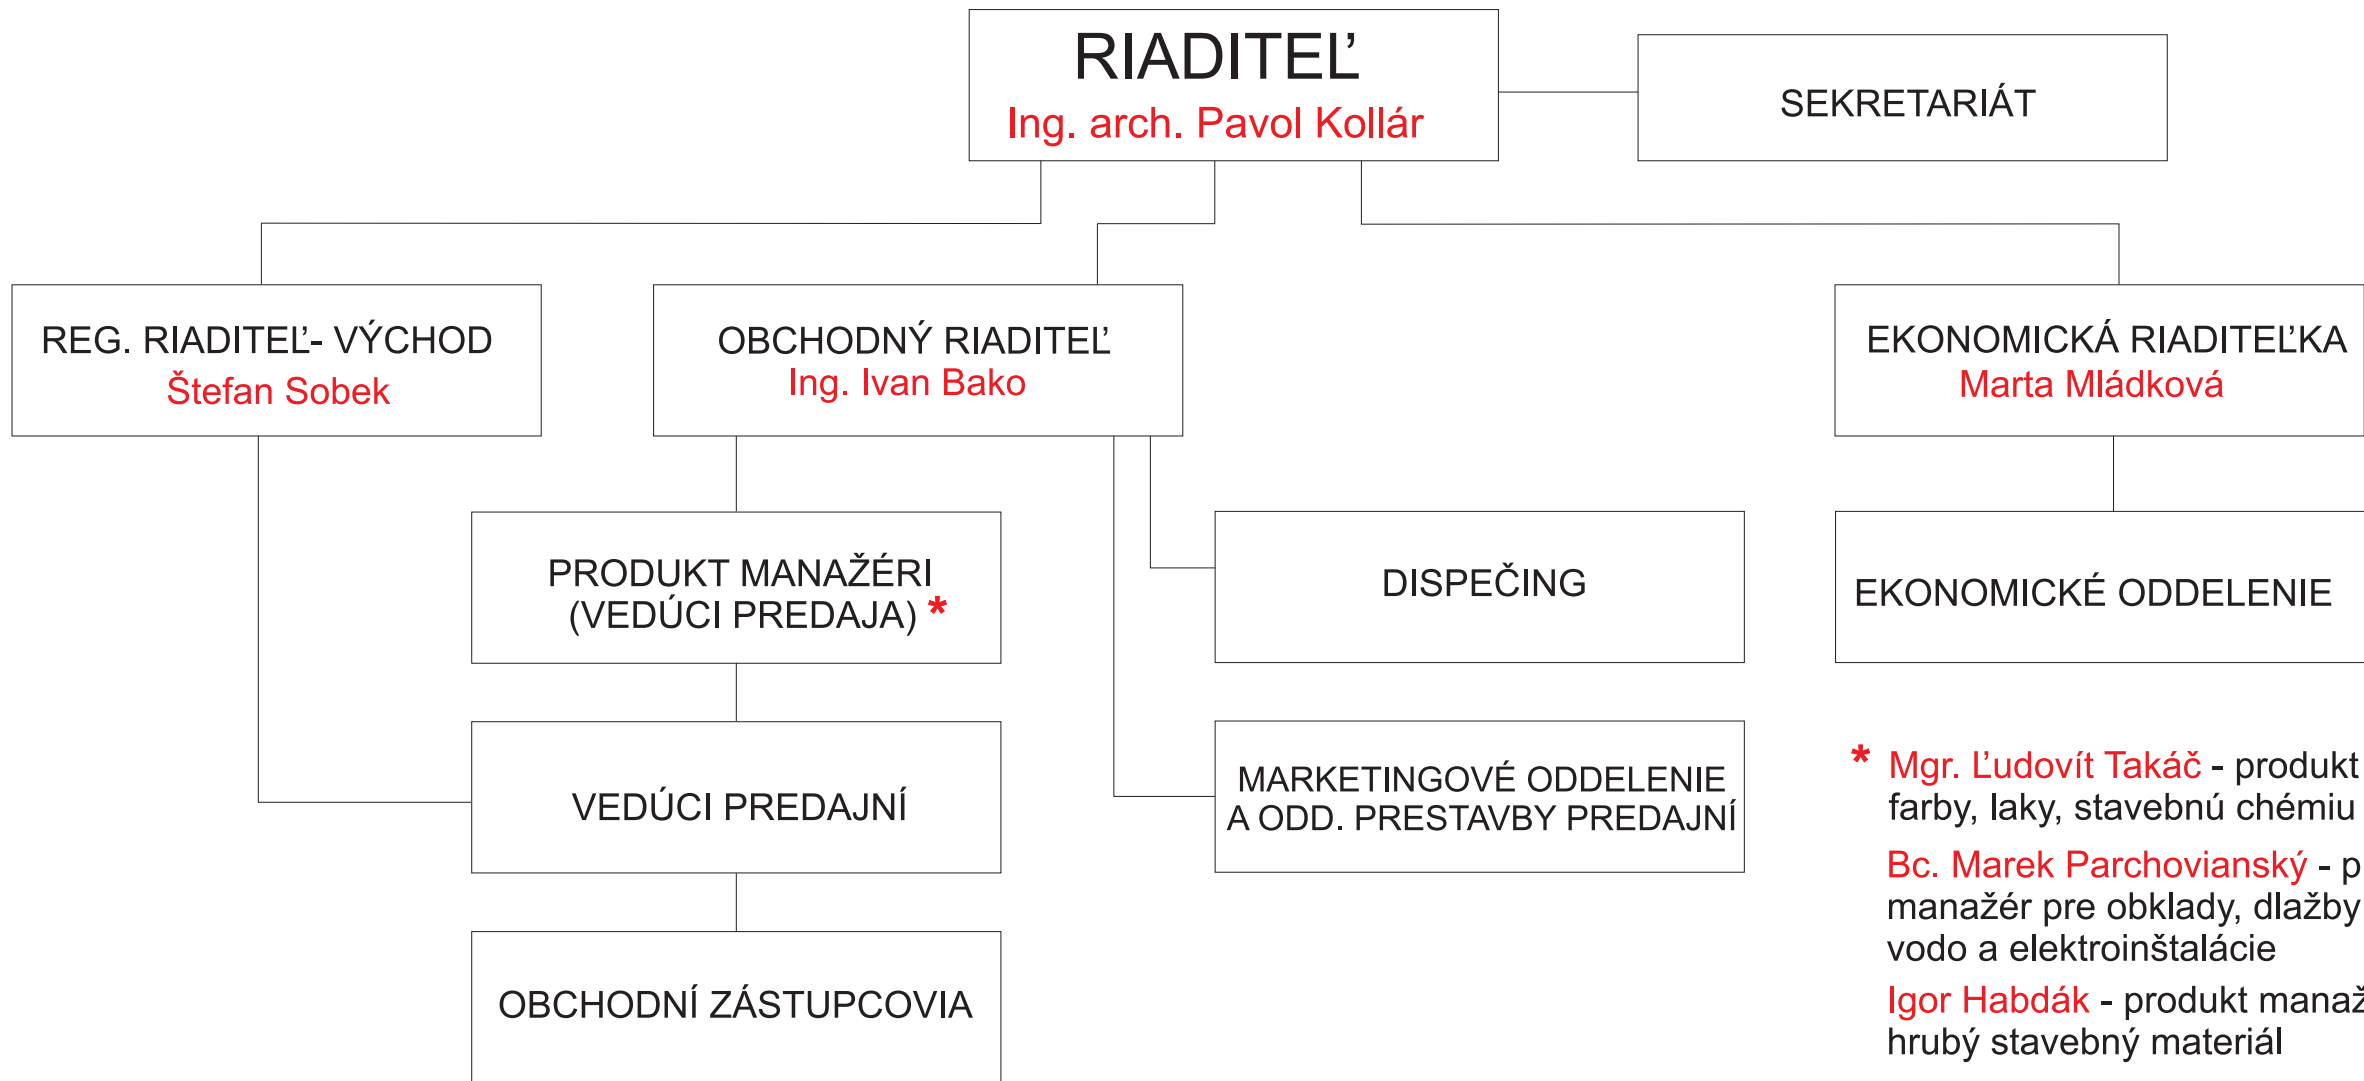 RIADITEĽ
Ing. arch. Pavol Kollár
SEKRETARIÁT
REG. RIADITEĽ- VÝCHOD
Štefan Sobek
OBCHODNÝ RIADITEĽ
Ing. Ivan Bako
EKONOMICKÁ RIADITEĽKA
Marta Mládková
PRODUKT MANAŽÉRI
(VEDÚCI PREDAJA) *
DISPEČING
EKONOMICKÉ ODDELENIE
VEDÚCI PREDAJNÍ
MARKETINGOVÉ ODDELENIE
A ODD. PRESTAVBY PREDAJNÍ
OBCHODNÍ ZÁSTUPCOVIA
* Mgr. Ľudovít Takáč - produkt
farby, laky, stavebnú chémiu
Bc. Marek Parchovianský - p
manažér pre obklady, dlažby
vodo a elektroinštalácie
Igor Habdák - produkt manaž
hrubý stavebný materiál